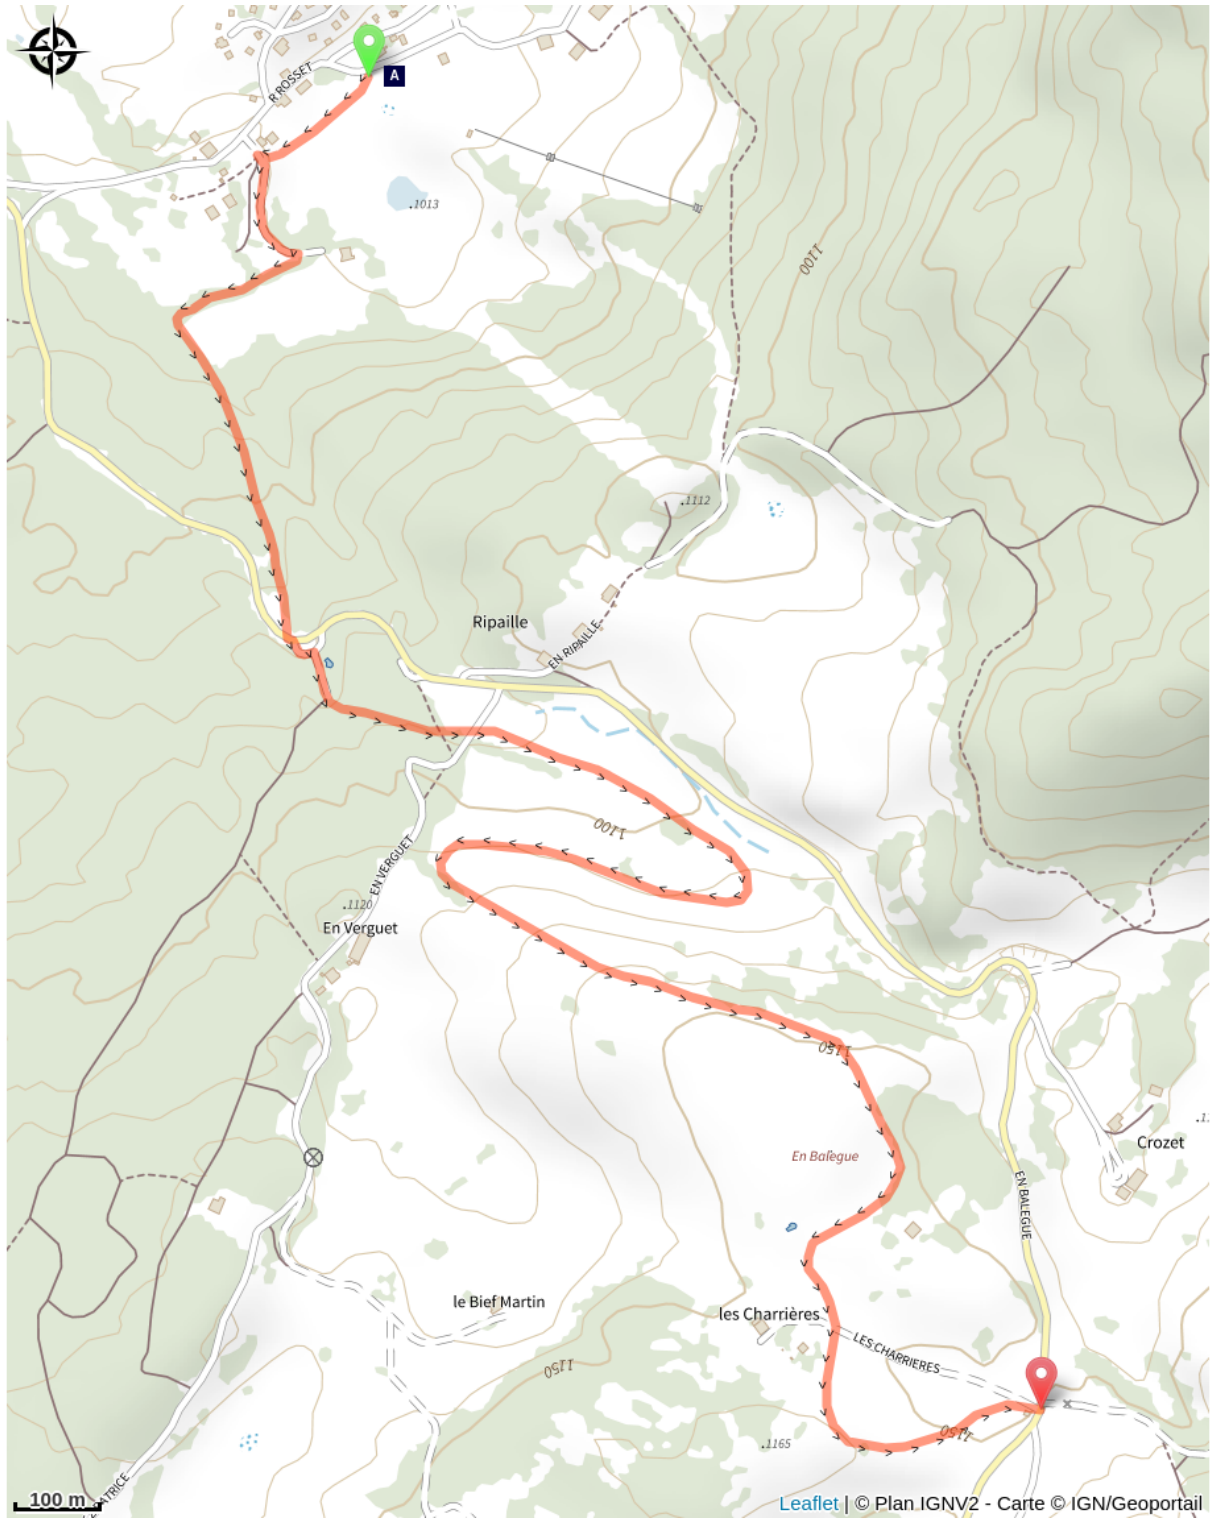 A
R ROSSET
.1013
1100
.1112
Ripaille
EN RIPAILLE
1100
EN VERGUET
.1120
En Verguet
1150
En Balegue
Crozet
EN BALEGUE
le Bief Martin
les Charrières
LES CHARRIERES
1150
1150
.1165
100 m
Leaflet | © Plan IGNV2 - Carte © IGN/Geoportail